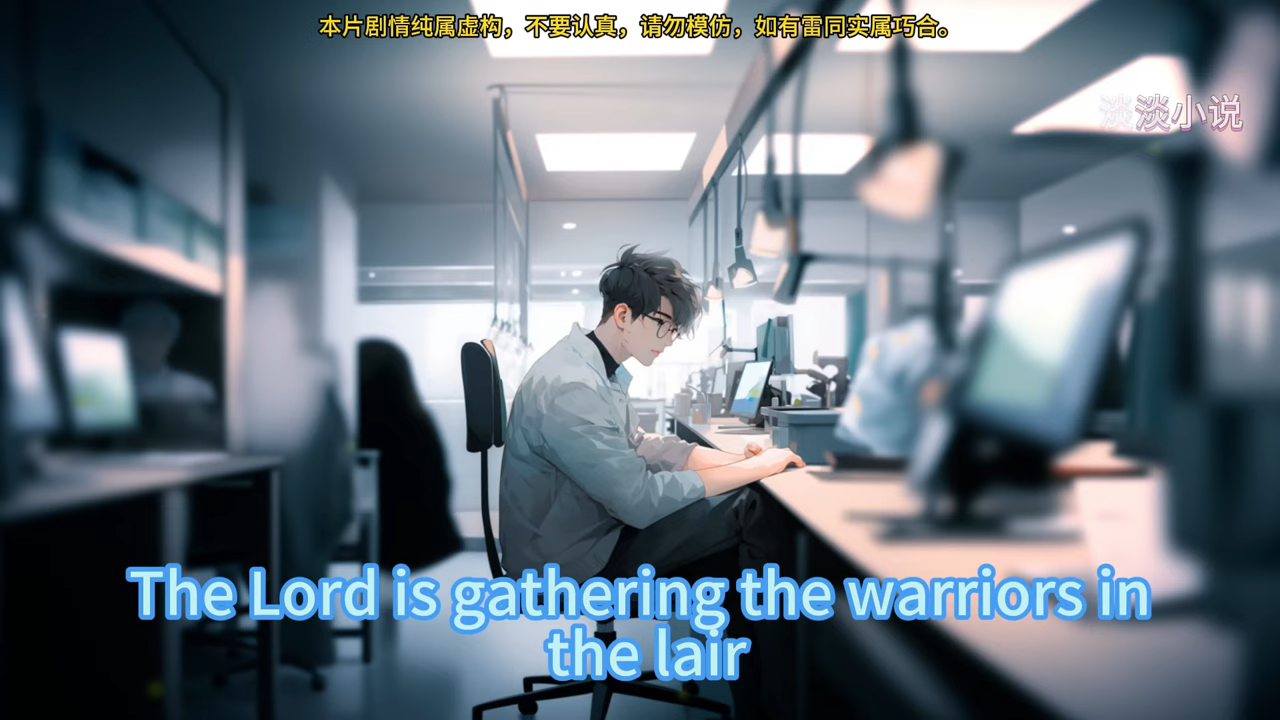 本片剧情纯属虚构，不要认真，请勿模仿，如有雷同实属巧合。
淡淡小说
The Lord is gathering the warriors in
the lair